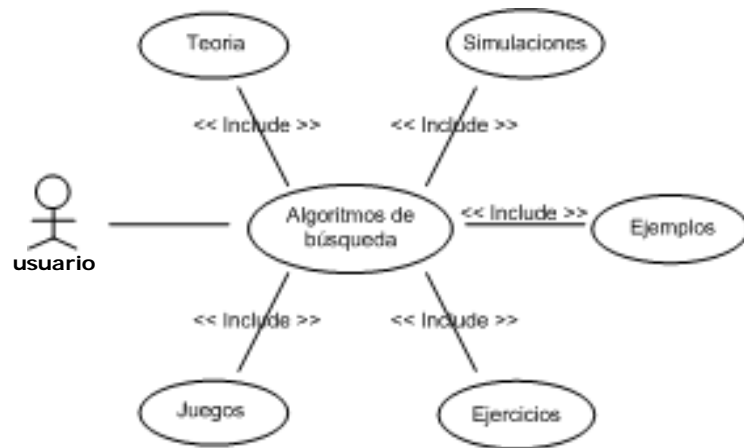 Teoria
Simulaciones
<< Include >>
<< Include >>
Algoritmos de
búsqueda
<< Include >>
Ejemplos
usuario
<< Include >>
<< Include >>
Juegos
Ejercicios